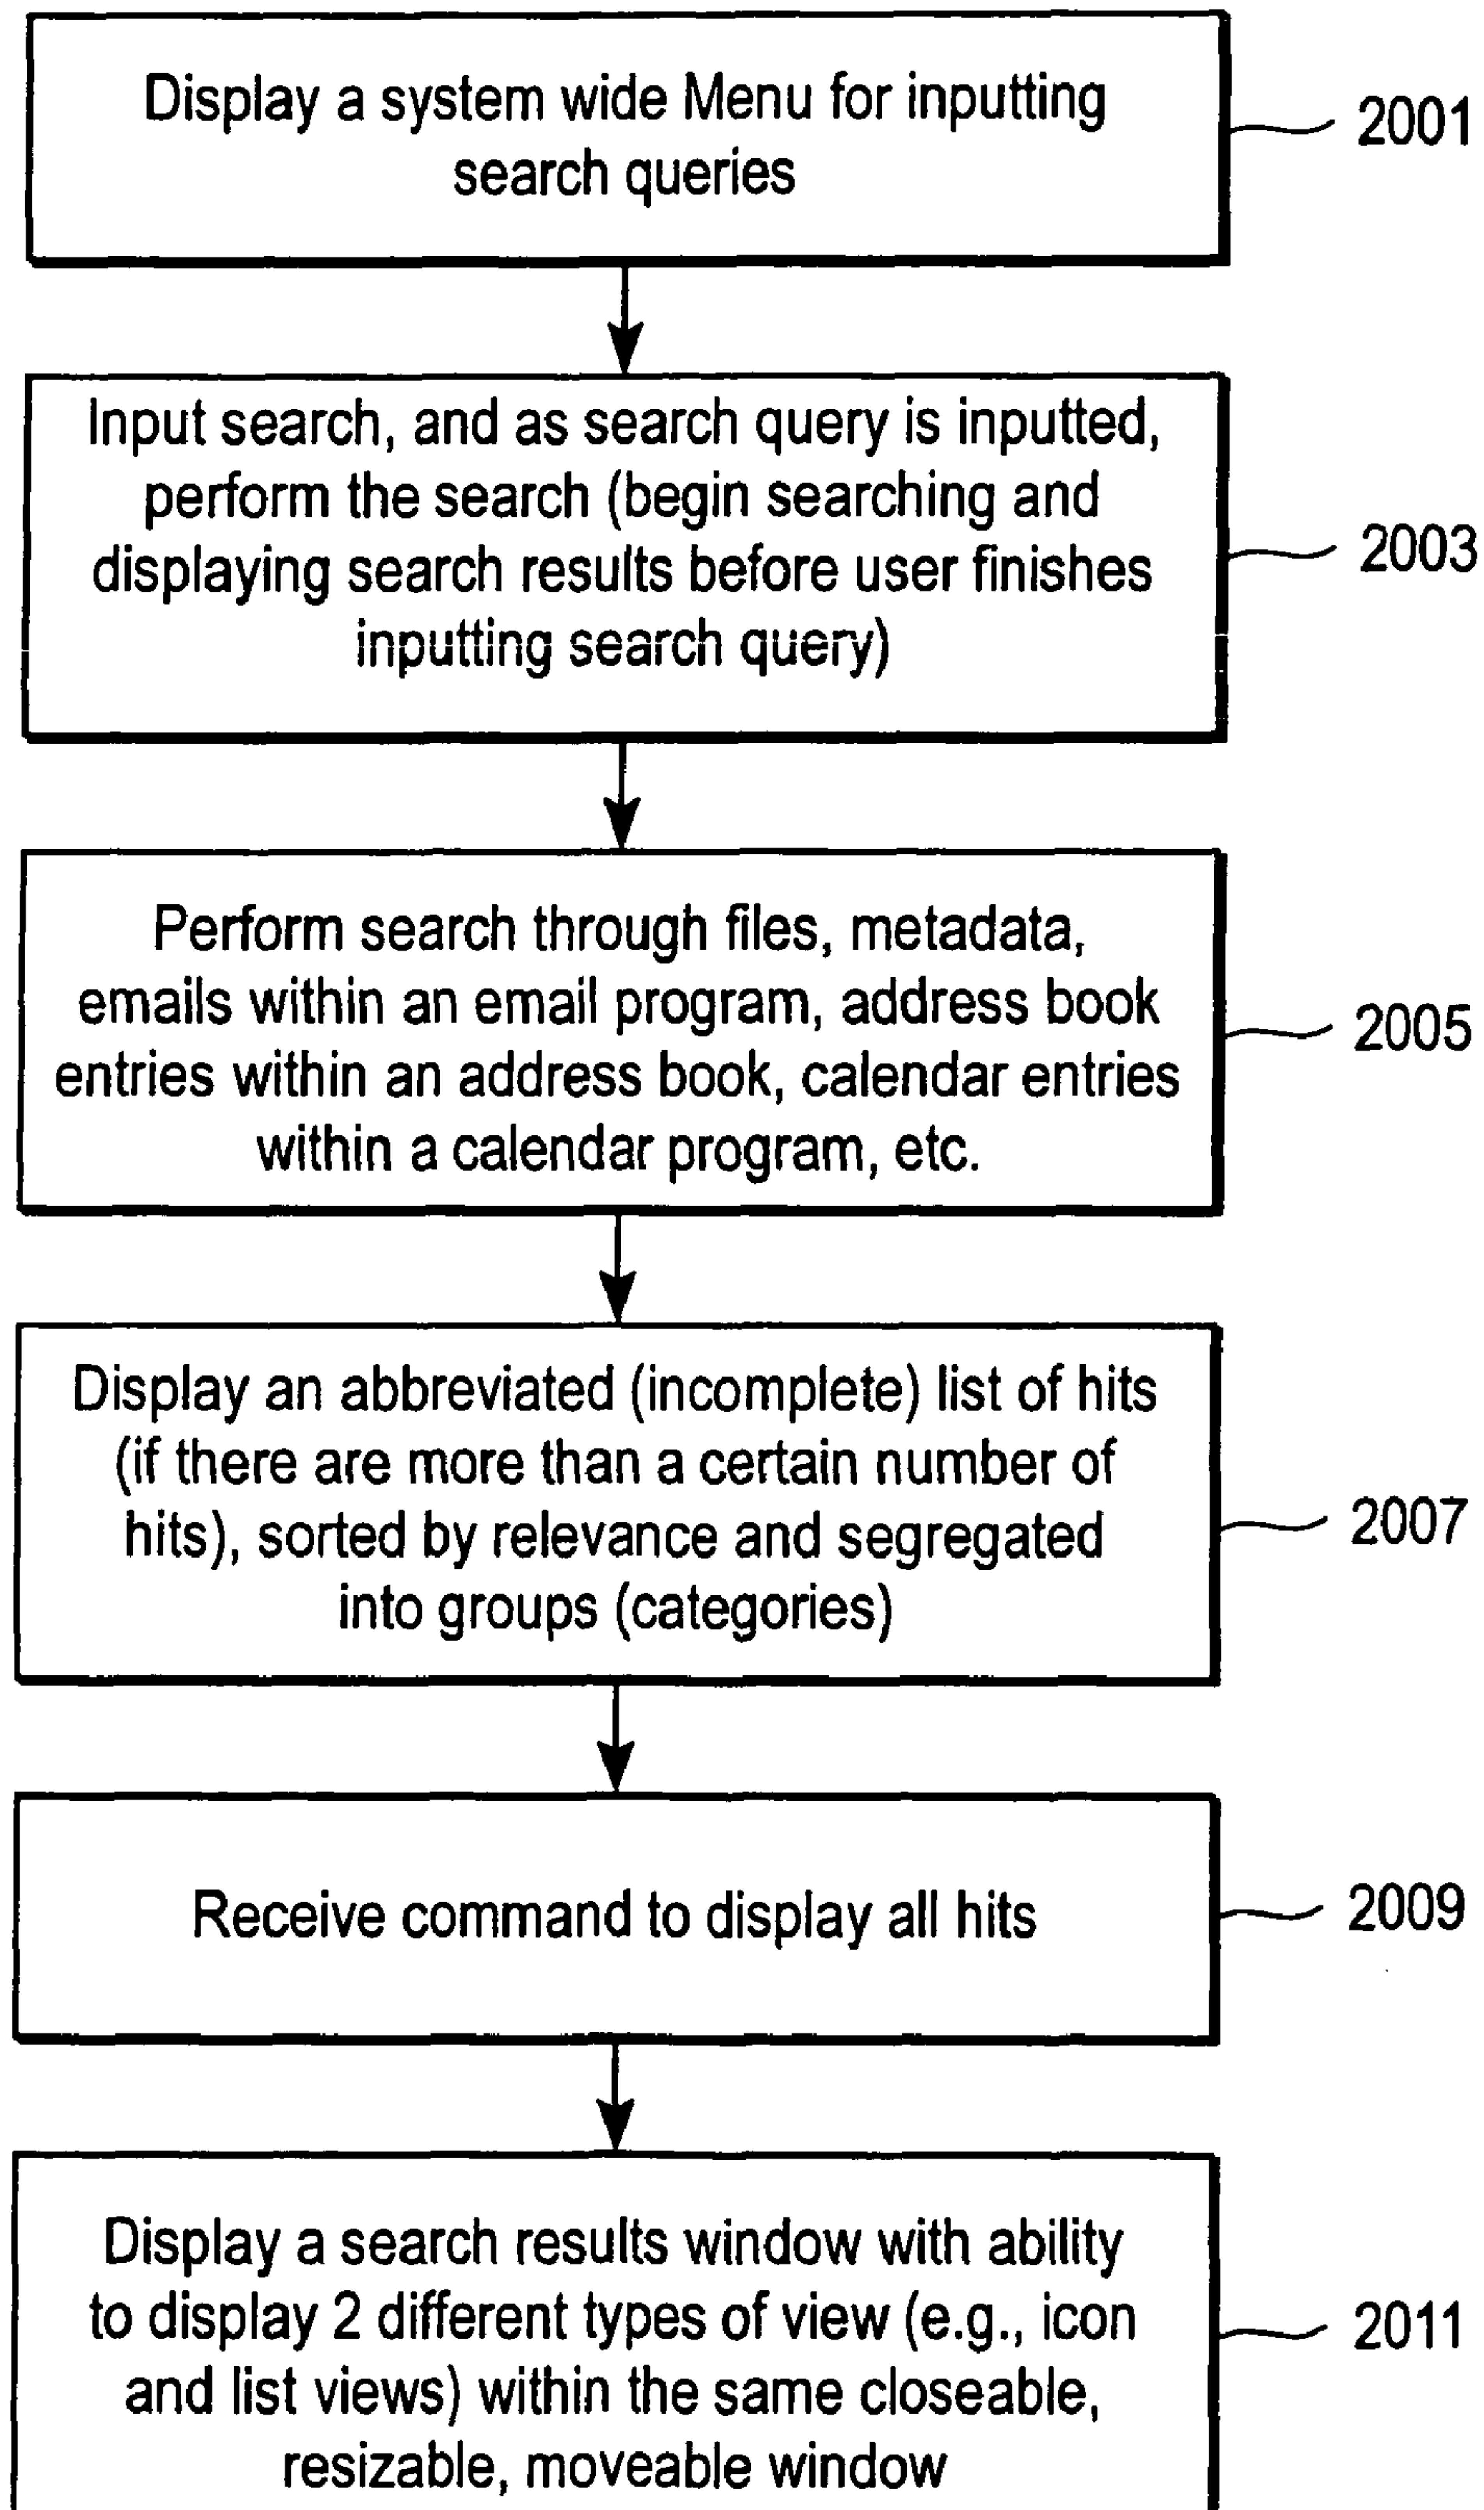 Display a system wide Menu for inputting
search queries
2001
Input search, and as search query is inputted,
perform the search (begin searching and
displaying search results before user finishes
inputting search query)
2003
Perform search through files, metadata,
emails within an email program, address book
entries within an address book, calendar entries
within a calendar program, etc.
2005
Display an abbreviated (incomplete) list of hits
(if there are more than a certain number of
hits), sorted by relevance and segregated
into groups (categories)
2007
Receive command to display all hits
2009
Display a search results window with ability
to display 2 different types of view (e.g., icon
and list views) within the same closeable,
resizable, moveable window
2011